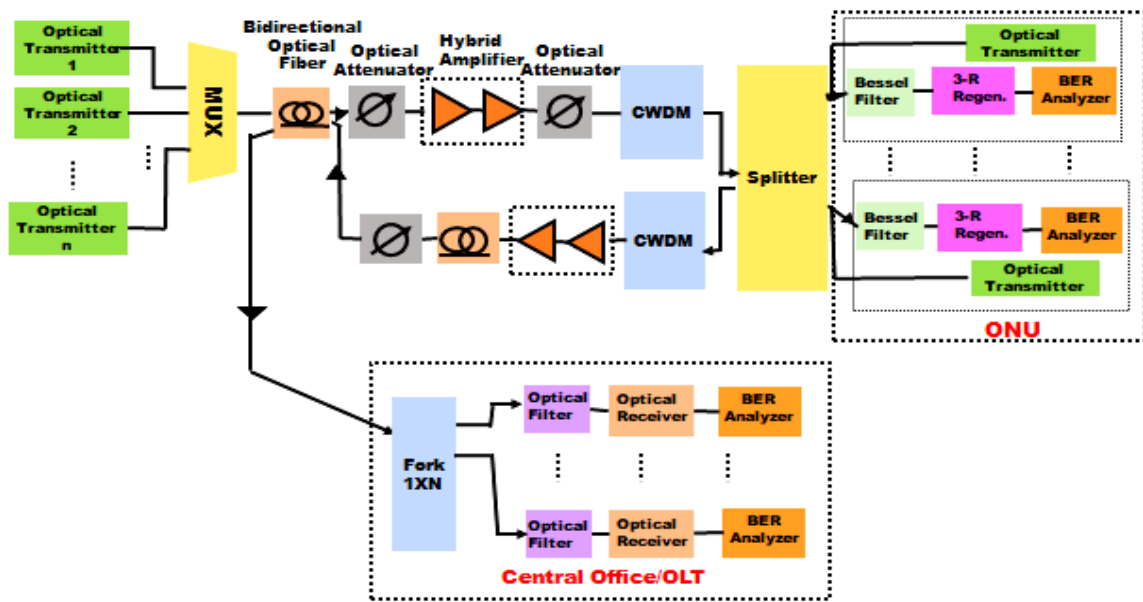 Optical
Transmitter
1
Optical
Transmitter
2
Optical
Transmitter
n
MUX
Bidirectional
Optical
Fiber
Optical
Attenuator
Hybrid
Amplifier
Optical
Attenuator
CWDM
CWDM
Splitter
Optical
Transmitter
Bessel
Filter
3-R
Regen.
BER
Analyzer
Bessel
Filter
3-R
Regen.
BER
Analyzer
Optical
Transmitter
ONU
Fork
1XN
Optical
Filter
Optical
Receiver
BER
Analyzer
Optical
Filter
Optical
Receiver
BER
Analyzer
Central Office/OLT